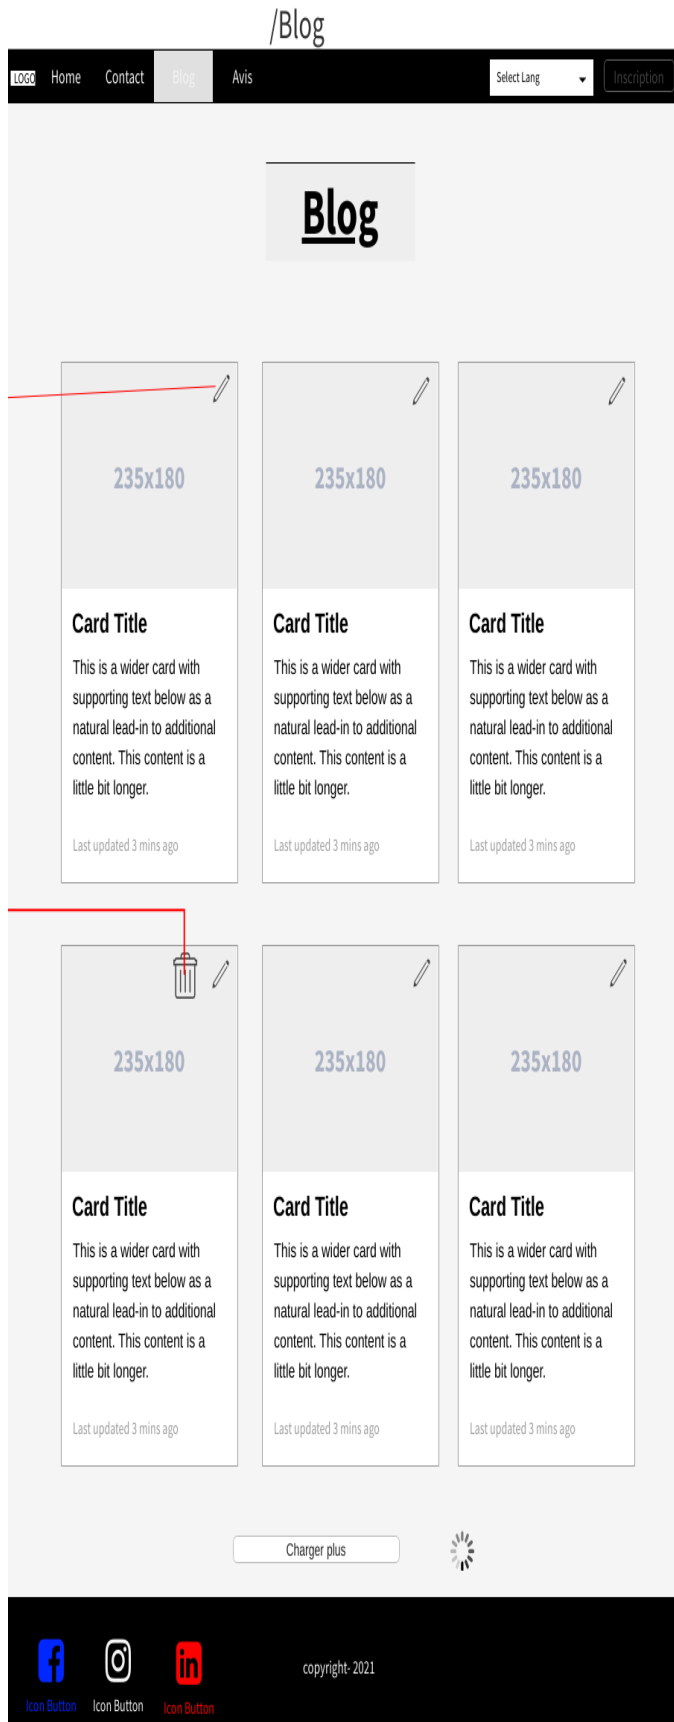 /Blog
LOGO Home Contact Blog Avis Select Lang Inscription
Blog
235x180 235x180 235x180
Card Title Card Title Card Title
This is a wider card with This is a wider card with This is a wider card with
supporting text below as a supporting text below as a supporting text below as a
natural lead-in to additional natural lead-in to additional natural lead-in to additional
content. This content is a content. This content is a content. This content is a
little bit longer. little bit longer. little bit longer.
Last updated 3 mins ago Last updated 3 mins ago Last updated 3 mins ago
235x180 235x180 235x180
Card Title Card Title Card Title
This is a wider card with This is a wider card with This is a wider card with
supporting text below as a supporting text below as a supporting text below as a
natural lead-in to additional natural lead-in to additional natural lead-in to additional
content. This content is a content. This content is a content. This content is a
little bit longer. little bit longer. little bit longer.
Last updated 3 mins ago Last updated 3 mins ago Last updated 3 mins ago
Charger plus
f in
copyright- 2021
Icon Button Icon Button Icon Button